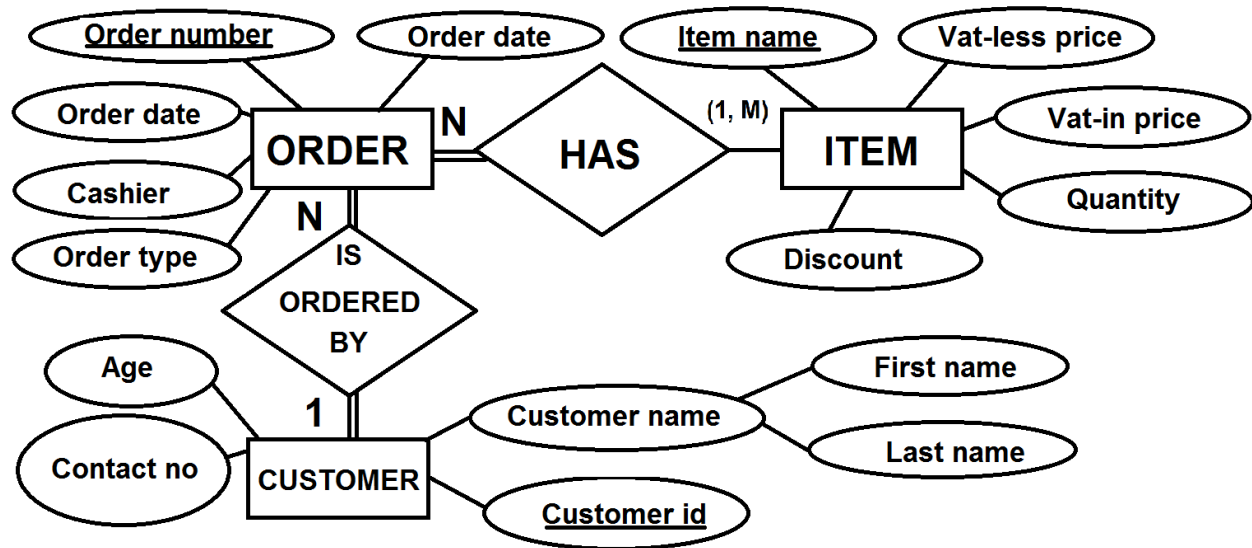 Order number
Order date
Item name
Vat-less price
Order date
N
(1, M)
Vat-in price
ORDER
HAS
ITEM
Cashier
Quantity
N
Order type
IS
Discount
ORDERED
BY
Age
First name
1
Customer name
Contact no
CUSTOMER
Last name
Customer id